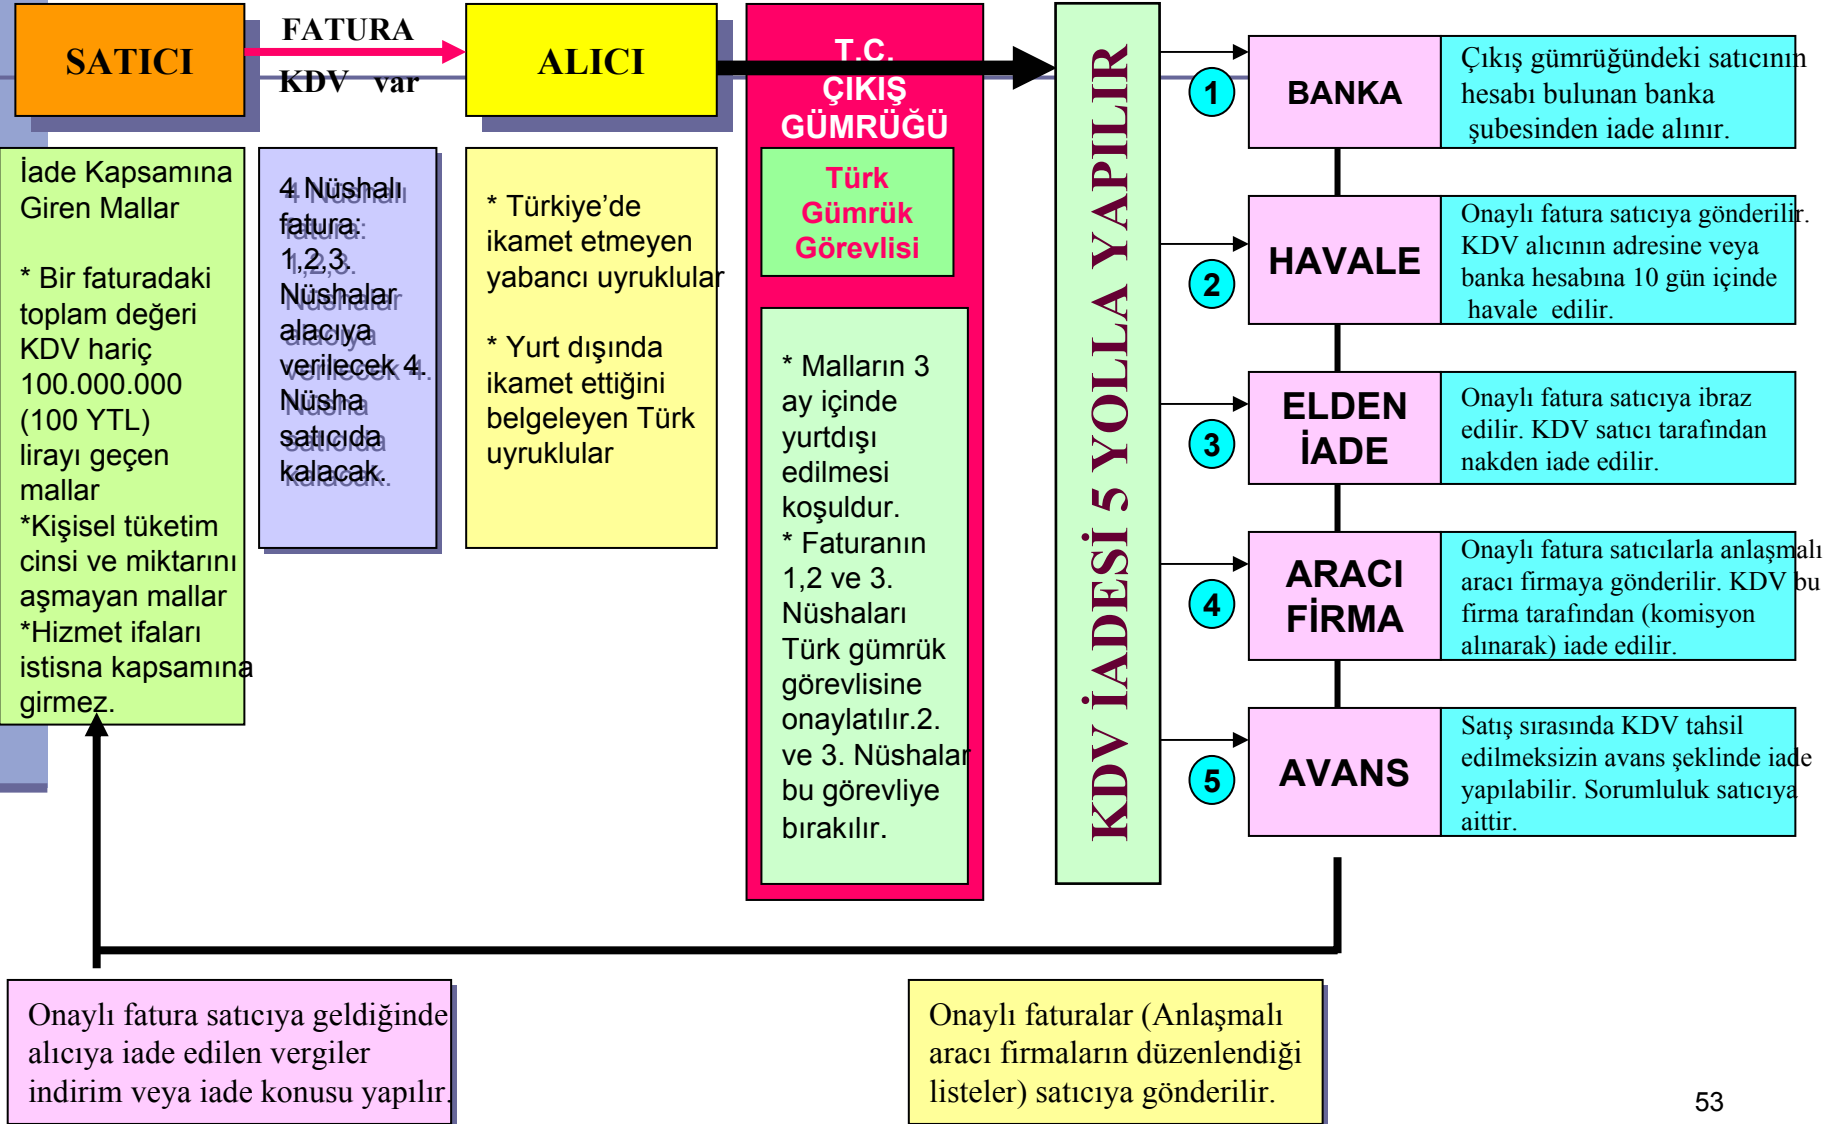 SATICI
FATURA
KDV var
ALICI
T.C.
ÇIKIŞ
GÜMRÜĞÜ
İade Kapsamına
Giren Mallar
* Bir faturadaki
toplam değeri
KDV hariç
100.000.000
(100 YTL)
lirayı geçen
mallar
*Kişisel tüketim
cinsi ve miktarını
aşmayan mallar
*Hizmet ifaları
istisna kapsamına
girmez.
4 Nüshalı
fatura:
1,2,3.
Nüshalar
alacıya
verilecek 4.
Nüsha
satıcıda
kalacak.
* Türkiye’de
ikamet etmeyen
yabancı uyruklular
* Yurt dışında
ikamet ettiğini
belgeleyen Türk
uyruklular
Türk
Gümrük
Görevlisi
* Malların 3
ay içinde
yurtdışı
edilmesi
koşuldur.
* Faturanın
1,2 ve 3.
Nüshaları
Türk gümrük
görevlisine
onaylatılır.2.
ve 3. Nüshalar
bu görevliye
bırakılır.
KDV İADESİ 5 YOLLA YAPILIR
1
BANKA
Çıkış gümrüğündeki satıcının
hesabı bulunan banka
şubesinden iade alınır.
2
HAVALE
Onaylı fatura satıcıya gönderilir.
KDV alıcının adresine veya
banka hesabına 10 gün içinde
havale edilir.
3
ELDEN
İADE
Onaylı fatura satıcıya ibraz
edilir. KDV satıcı tarafından
nakden iade edilir.
4
ARACI
FİRMA
Onaylı fatura satıcılarla anlaşmalı
aracı firmaya gönderilir. KDV bu
firma tarafından (komisyon
alınarak) iade edilir.
5
AVANS
Satış sırasında KDV tahsil
edilmeksizin avans şeklinde iade
yapılabilir. Sorumluluk satıcıya
aittir.
Onaylı fatura satıcıya geldiğinde
alıcıya iade edilen vergiler
indirim veya iade konusu yapılır.
Onaylı faturalar (Anlaşmalı
aracı firmaların düzenlendiği
listeler) satıcıya gönderilir.
53